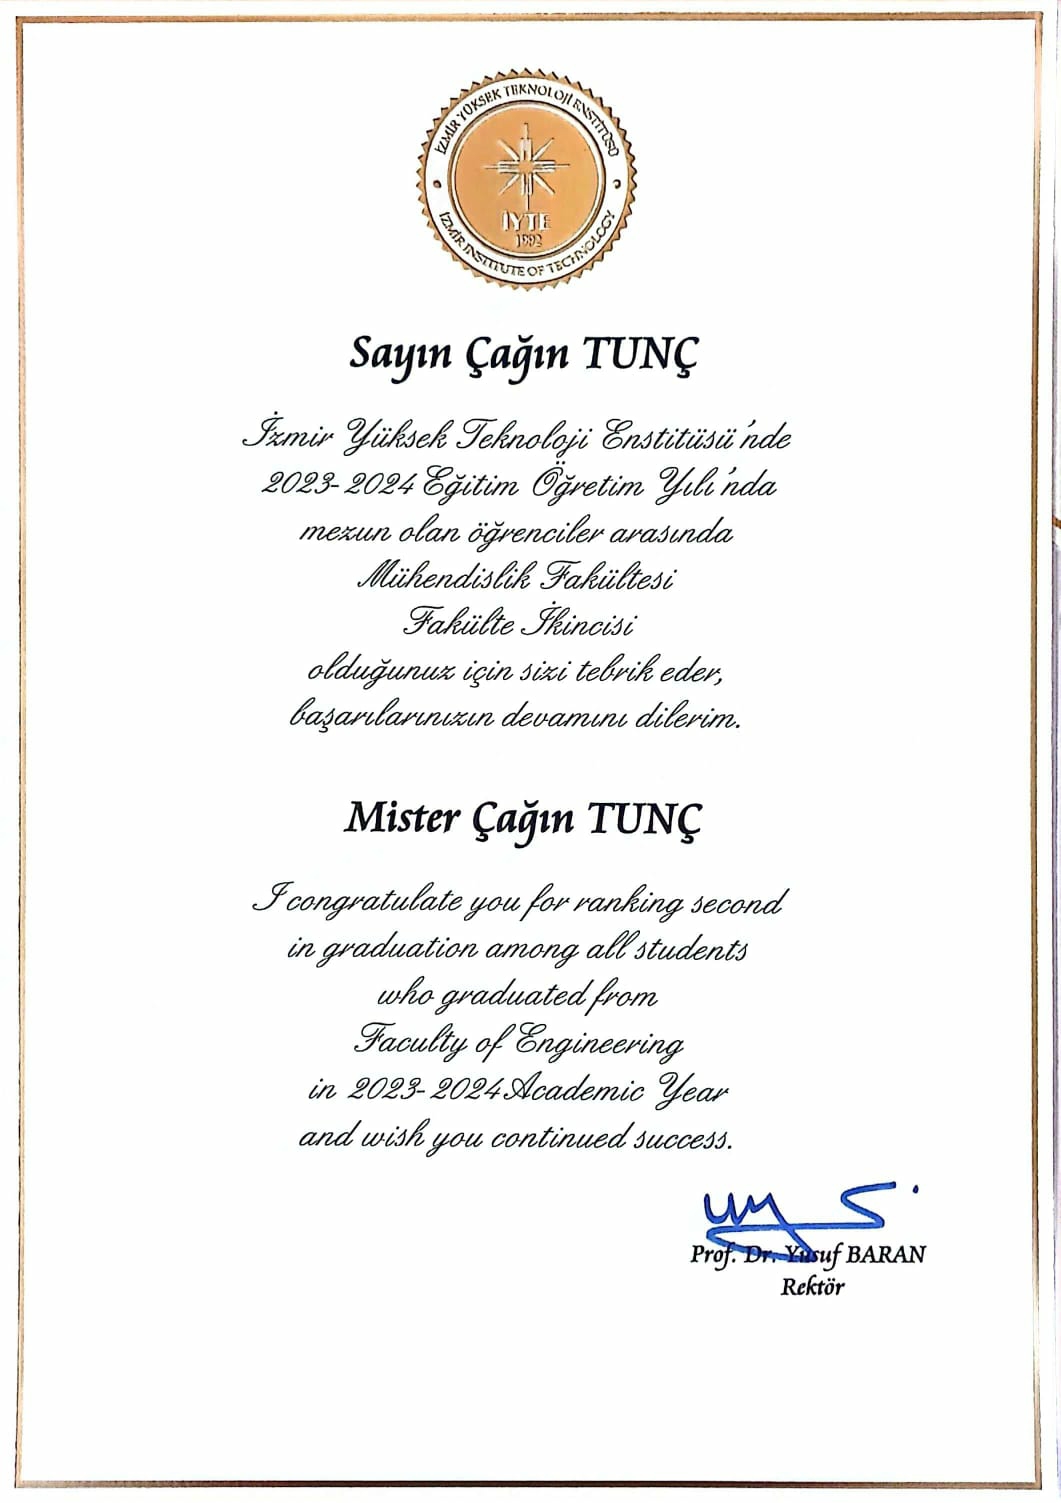 İZMİR YÜKSEK TEKNOLOJİ ENSTİTÜSÜ
İYTE
1992
İZMİR INSTITUTE OF TECHNOLOGY
Sayın Çağın TUNÇ
İzmir Yüksek Teknoloji Enstitüsü'nde
2023-2024 Eğitim Öğretim Yılı'nda
mezun olan öğrenciler arasında
Mühendislik Fakültesi
Fakülte İkincisi
olduğunuz için sizi tebrik eder,
başarılarınızın devamını dilerim.
Mister Çağın TUNÇ
I congratulate you for ranking second
in graduation among all students
who graduated from
Faculty of Engineering
in 2023-2024 Academic Year
and wish you continued success.
Prof. Dr. Yusuf BARAN
Rektör